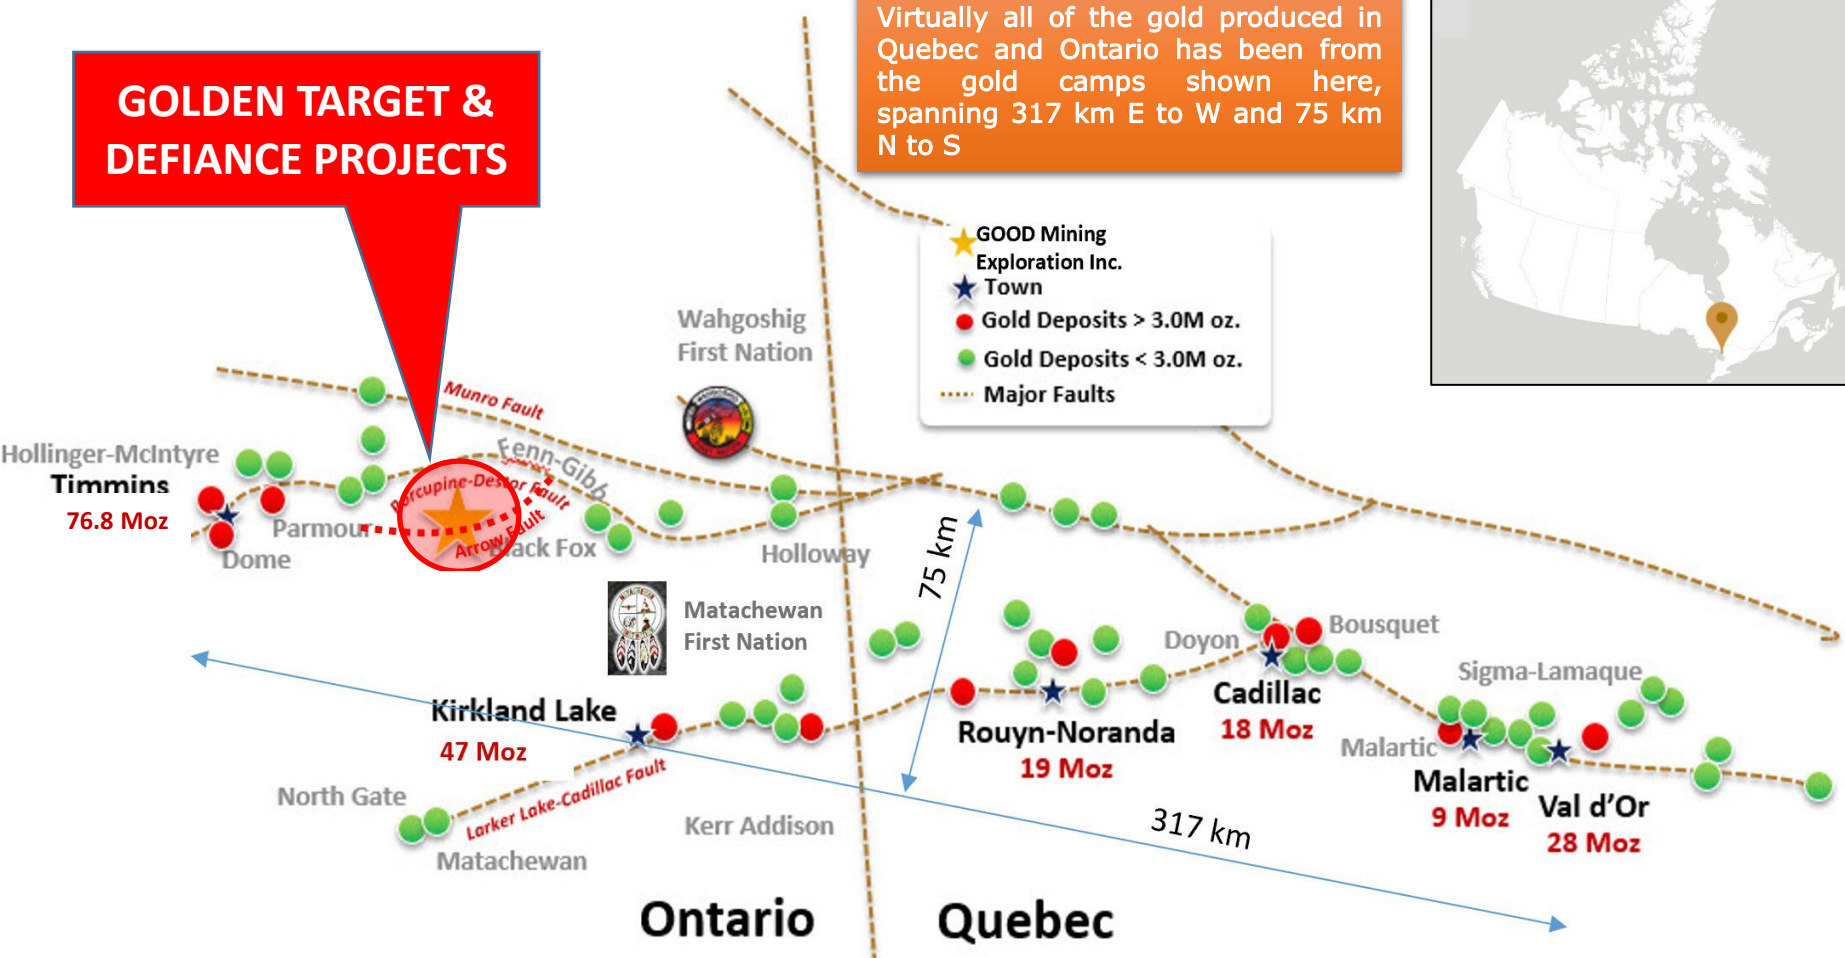 Virtually all of the gold produced in
Quebec and Ontario has been from
the gold camps shown here,
spanning 317 km E to W and 75 km
N to S
GOLDEN TARGET &
DEFIANCE PROJECTS
GOOD Mining
Exploration Inc.
Town
Gold Deposits > 3.0M oz.
Gold Deposits < 3.0M oz.
Major Faults
Wahgoshig
First Nation
Munro Fault
Hollinger-McIntyre
Timmins
76.8 Moz
Fenn-Gibb
Porcupine-Destor Fault
Parmour
Arrow Fault
Black Fox
Dome
Holloway
75 km
Matachewan
First Nation
Doyon
Bousquet
Cadillac
18 Moz
Sigma-Lamaque
Kirkland Lake
47 Moz
Rouyn-Noranda
19 Moz
Malartic
Malartic
9 Moz
Val d’Or
28 Moz
North Gate
Larker Lake-Cadillac Fault
Kerr Addison
317 km
Matachewan
Ontario
Quebec